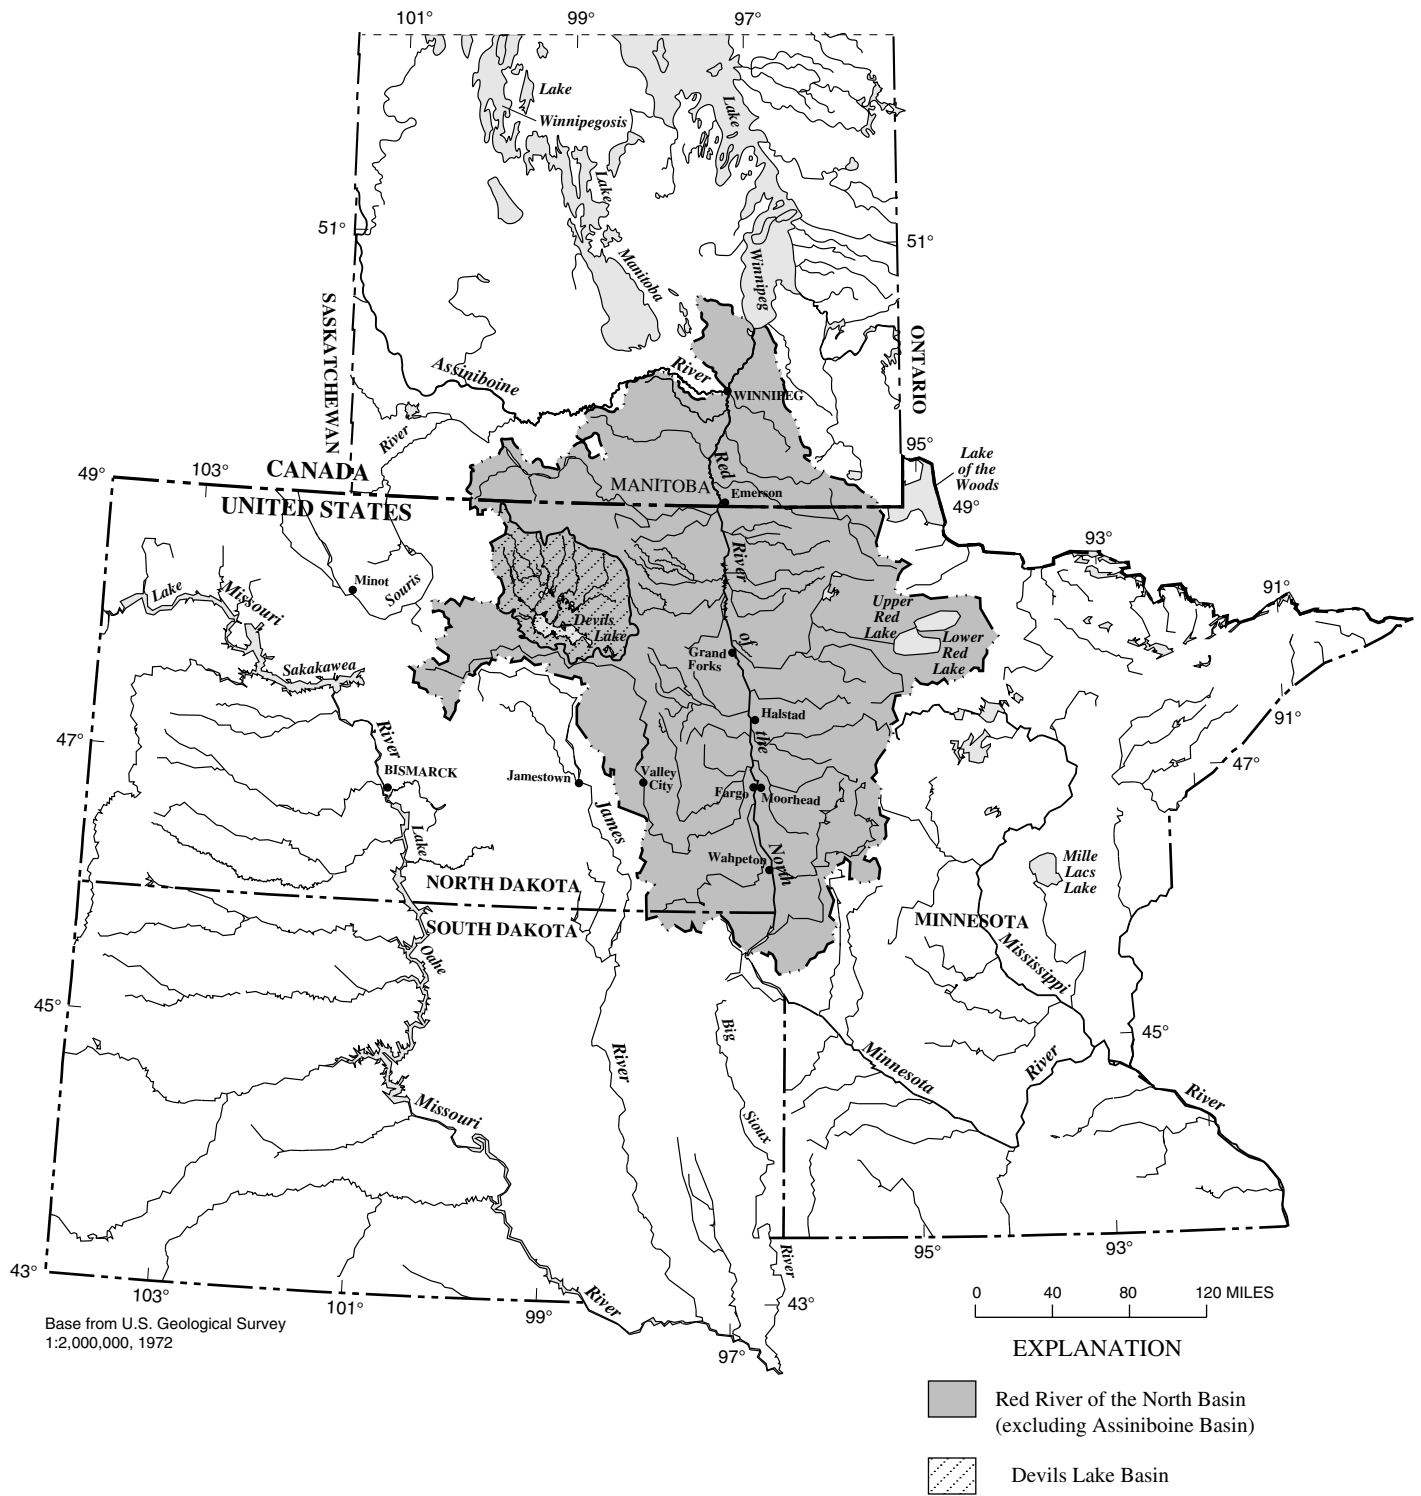 101°
99°
97°
Lake
Winnipegosis
Lake
Lake
51°
51°
Manitoba
Winnipeg
SASKATCHEWAN
ONTARIO
Assiniboine
River
WINNIPEG
River
Red
95°
Lake
of the
Woods
49°
103°
CANADA
UNITED STATES
MANITOBA
Emerson
49°
93°
River
Minot
Souris
91°
Lake
Missouri
Devils
Lake
Upper
Red
Lake
Lower
Red
Lake
of
Grand
Forks
Sakakawea
Halstad
91°
the
47°
River
BISMARCK
Jamestown
Valley
City
Fargo
Moorhead
47°
James
Lake
Wahpeton
North
Mille
Lacs
Lake
NORTH DAKOTA
SOUTH DAKOTA
MINNESOTA
Oahe
Mississippi
45°
Big
45°
River
Minnesota
River
River
Missouri
Sioux
River
43°
95°
93°
103°
101°
99°
River
43°
97°
Base from U.S. Geological Survey
1:2,000,000, 1972
0 40 80 120 MILES
EXPLANATION
Red River of the North Basin
(excluding Assiniboine Basin)
Devils Lake Basin